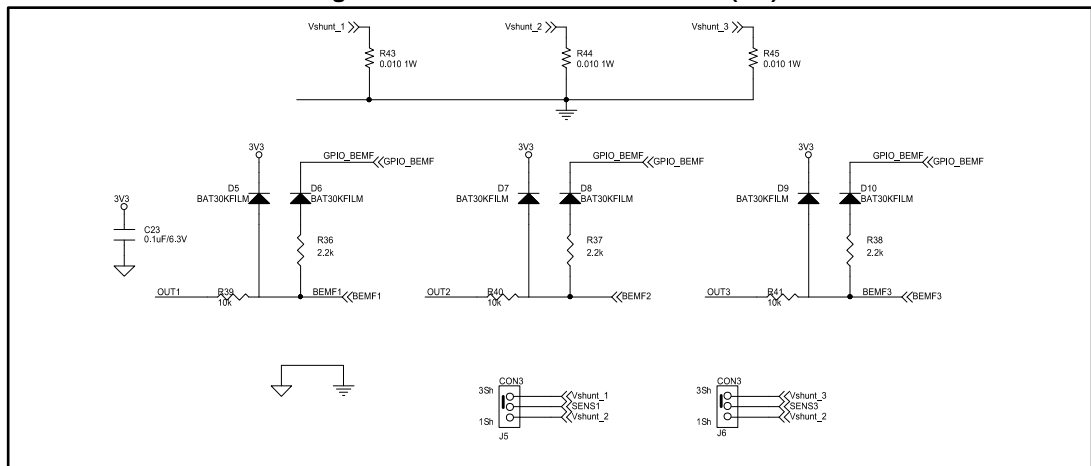 Vshunt_1
R43
0.010 1W
Vshunt_2
R44
0.010 1W
Vshunt_3
R45
0.010 1W
3V3
GPIO_BEMF
GPIO_BEMF
D5
BAT30KFILM
D6
BAT30KFILM
R36
2.2k
OUT1
R39
10k
BEMF1
BEMF1
3V3
C23
0.1uF/6.3V
3V3
GPIO_BEMF
GPIO_BEMF
D7
BAT30KFILM
D8
BAT30KFILM
R37
2.2k
OUT2
R40
10k
BEMF2
BEMF2
3V3
GPIO_BEMF
GPIO_BEMF
D9
BAT30KFILM
D10
BAT30KFILM
R38
2.2k
OUT3
R41
10k
BEMF3
BEMF3
CON3
3Sh
1Sh
J5
Vshunt_1
SENS1
Vshunt_2
CON3
3Sh
1Sh
J6
Vshunt_3
SENS3
Vshunt_2